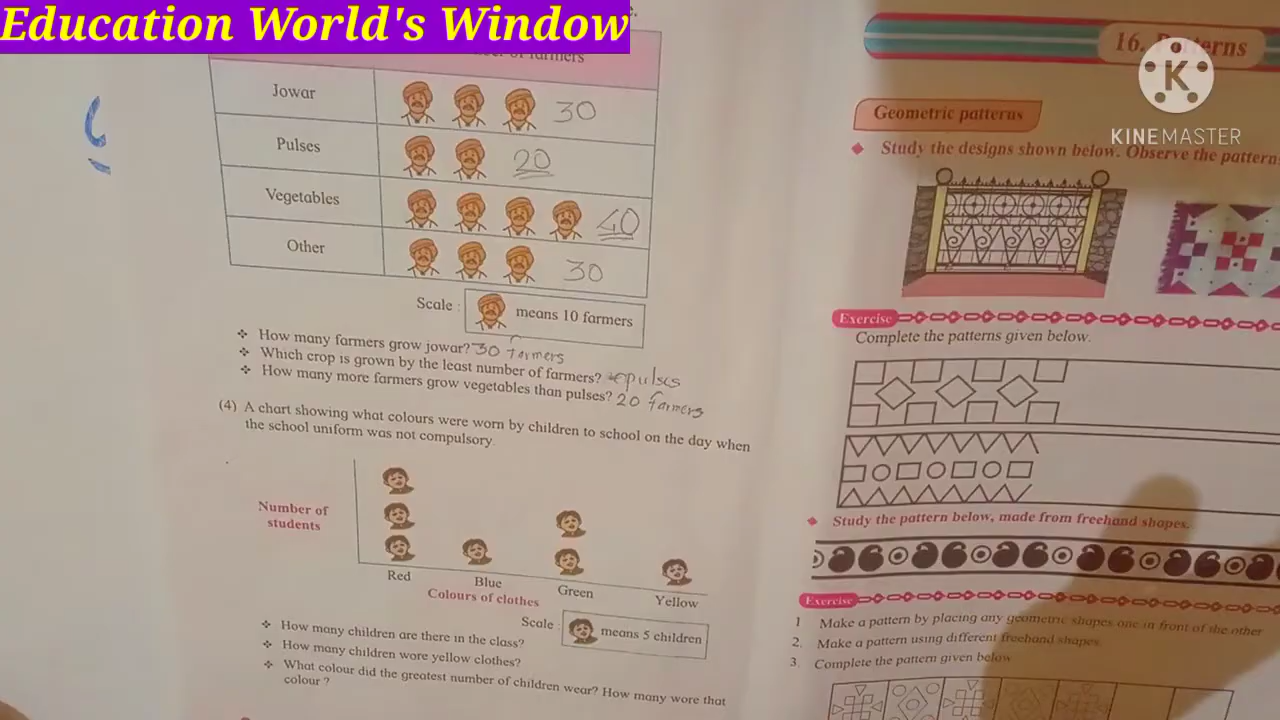 Education World's Window
of farmers
Jowar 30
Pulses 20
Vegetables 40
Other 30
Scale : means 10 farmers
❖ How many farmers grow jowar? 30 farmers
❖ Which crop is grown by the least number of farmers? pulses
❖ How many more farmers grow vegetables than pulses? 20 farmers
(4) A chart showing what colours were worn by children to school on the day when
the school uniform was not compulsory.
Number of
students
Red Blue Green Yellow
Colours of clothes
Scale : means 5 children
❖ How many children are there in the class?
❖ How many children wore yellow clothes?
❖ What colour did the greatest number of children wear? How many wore that
colour ?
16. Patterns
K
KINEMASTER
Geometric patterns
◆ Study the designs shown below. Observe the pattern
Exercise
Complete the patterns given below.
◆ Study the pattern below, made from freehand shapes.
Exercise
1 Make a pattern by placing any geometric shapes one in front of the other
2. Make a pattern using different freehand shapes.
3. Complete the pattern given below